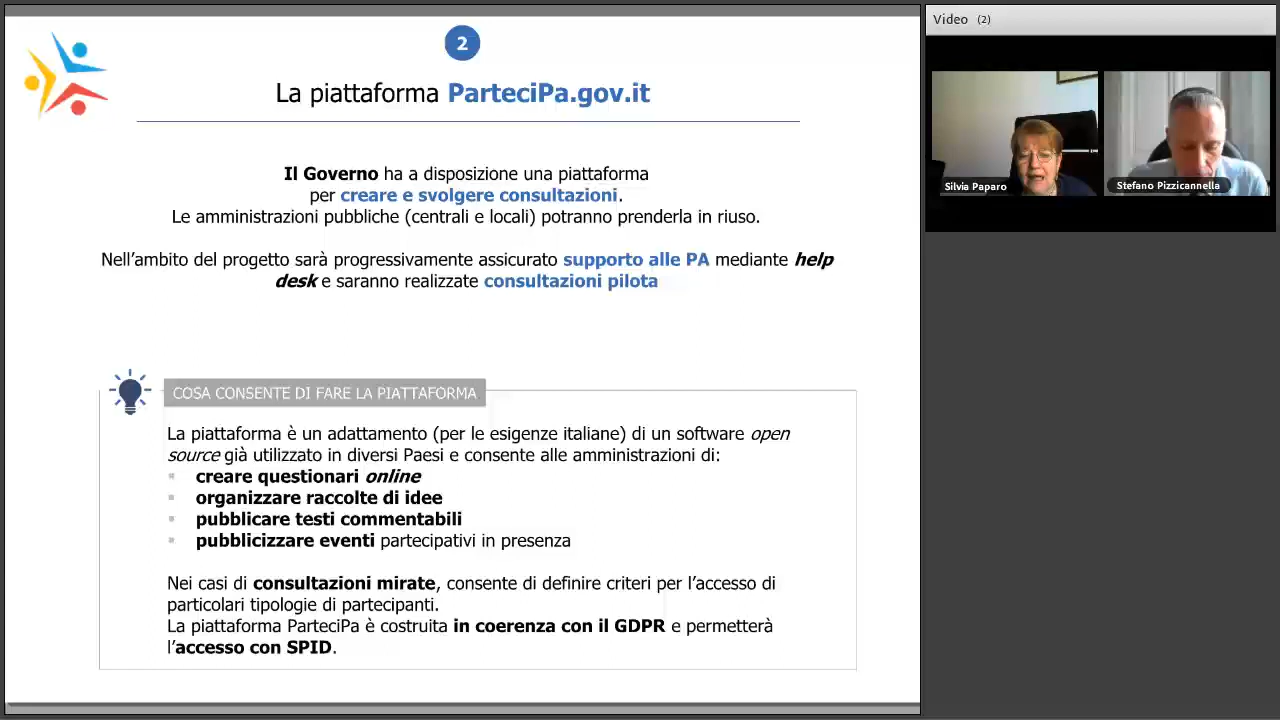 2
La piattaforma ParteciPa.gov.it
Il Governo ha a disposizione una piattaforma
per creare e svolgere consultazioni.
Le amministrazioni pubbliche (centrali e locali) potranno prenderla in riuso.
Nell'ambito del progetto sarà progressivamente assicurato supporto alle PA mediante help
desk e saranno realizzate consultazioni pilota
COSA CONSENTE DI FARE LA PIATTAFORMA
La piattaforma è un adattamento (per le esigenze italiane) di un software open
source già utilizzato in diversi Paesi e consente alle amministrazioni di:
creare questionari online
organizzare raccolte di idee
pubblicare testi commentabili
pubblicizzare eventi partecipativi in presenza
Nei casi di consultazioni mirate, consente di definire criteri per l'accesso di
particolari tipologie di partecipanti.
La piattaforma ParteciPa è costruita in coerenza con il GDPR e permetterà
l'accesso con SPID.
Video (2)
Silvia Paparo
Stefano Pizzicannella